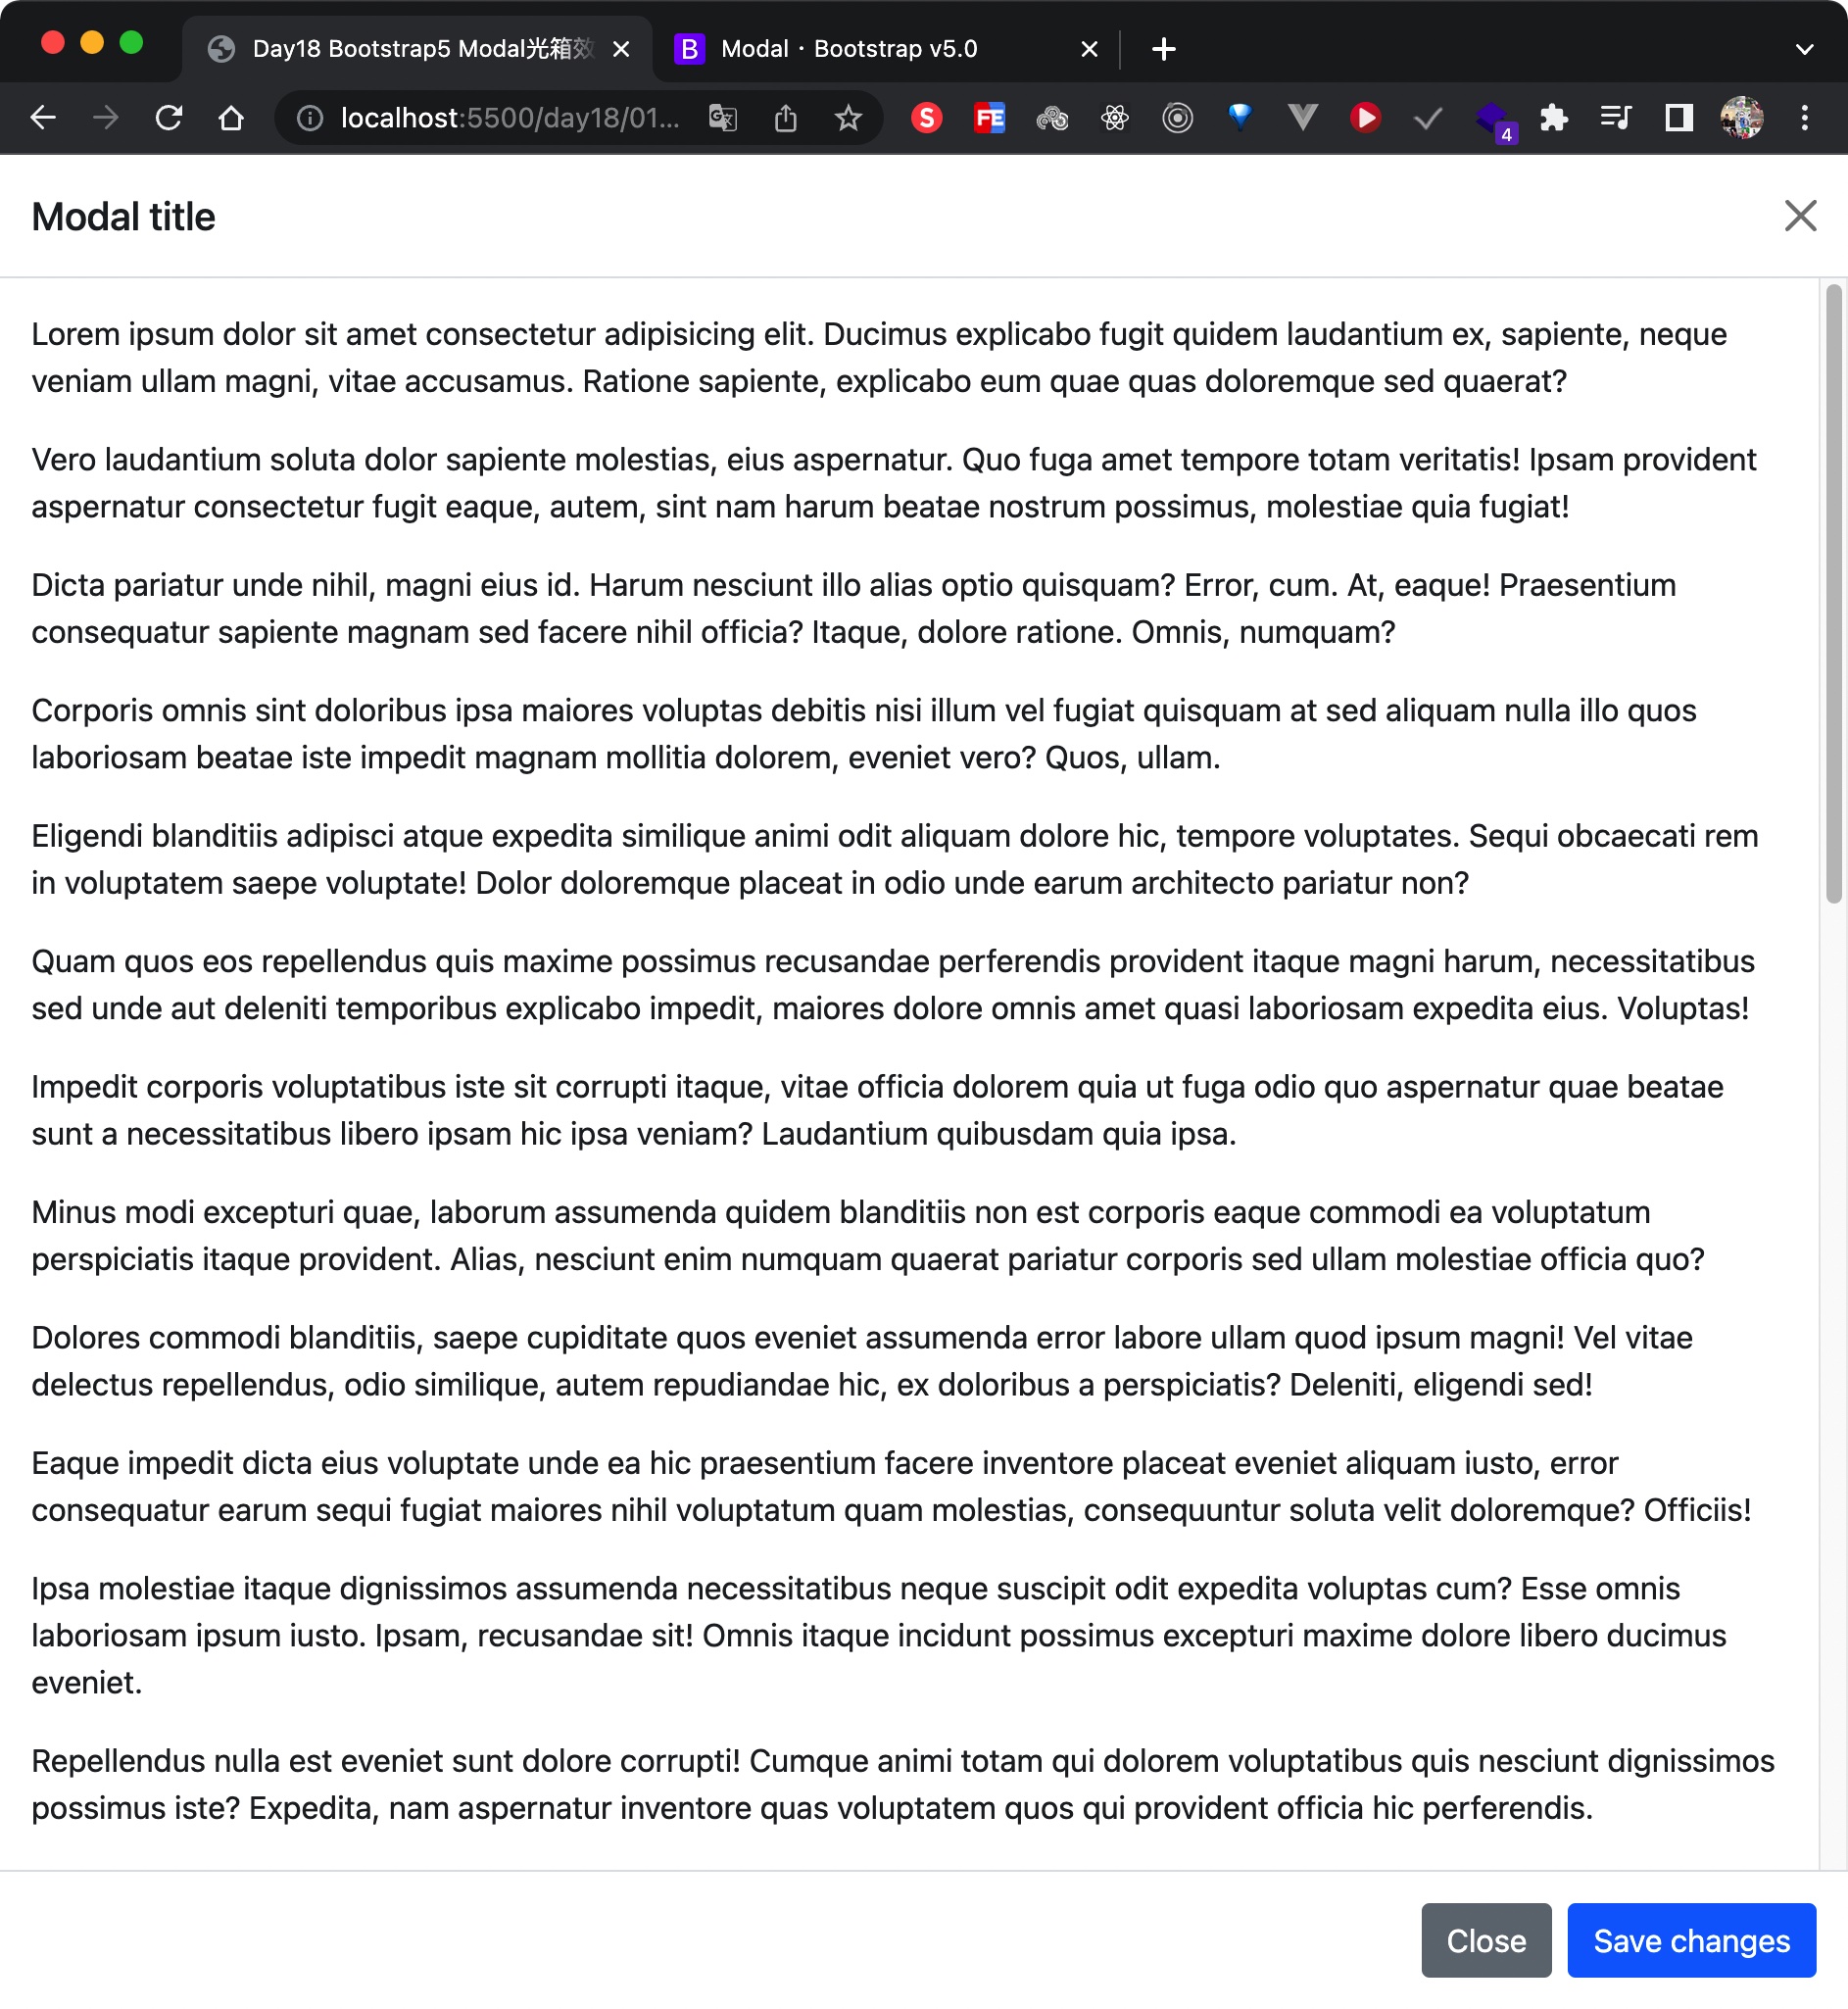 Day18 Bootstrap5 Modal光箱效
B Modal · Bootstrap v5.0
localhost:5500/day18/01...
S
FE
4
Modal title
Lorem ipsum dolor sit amet consectetur adipisicing elit. Ducimus explicabo fugit quidem laudantium ex, sapiente, neque
veniam ullam magni, vitae accusamus. Ratione sapiente, explicabo eum quae quas doloremque sed quaerat?
Vero laudantium soluta dolor sapiente molestias, eius aspernatur. Quo fuga amet tempore totam veritatis! Ipsam provident
aspernatur consectetur fugit eaque, autem, sint nam harum beatae nostrum possimus, molestiae quia fugiat!
Dicta pariatur unde nihil, magni eius id. Harum nesciunt illo alias optio quisquam? Error, cum. At, eaque! Praesentium
consequatur sapiente magnam sed facere nihil officia? Itaque, dolore ratione. Omnis, numquam?
Corporis omnis sint doloribus ipsa maiores voluptas debitis nisi illum vel fugiat quisquam at sed aliquam nulla illo quos
laboriosam beatae iste impedit magnam mollitia dolorem, eveniet vero? Quos, ullam.
Eligendi blanditiis adipisci atque expedita similique animi odit aliquam dolore hic, tempore voluptates. Sequi obcaecati rem
in voluptatem saepe voluptate! Dolor doloremque placeat in odio unde earum architecto pariatur non?
Quam quos eos repellendus quis maxime possimus recusandae perferendis provident itaque magni harum, necessitatibus
sed unde aut deleniti temporibus explicabo impedit, maiores dolore omnis amet quasi laboriosam expedita eius. Voluptas!
Impedit corporis voluptatibus iste sit corrupti itaque, vitae officia dolorem quia ut fuga odio quo aspernatur quae beatae
sunt a necessitatibus libero ipsam hic ipsa veniam? Laudantium quibusdam quia ipsa.
Minus modi excepturi quae, laborum assumenda quidem blanditiis non est corporis eaque commodi ea voluptatum
perspiciatis itaque provident. Alias, nesciunt enim numquam quaerat pariatur corporis sed ullam molestiae officia quo?
Dolores commodi blanditiis, saepe cupiditate quos eveniet assumenda error labore ullam quod ipsum magni! Vel vitae
delectus repellendus, odio similique, autem repudiandae hic, ex doloribus a perspiciatis? Deleniti, eligendi sed!
Eaque impedit dicta eius voluptate unde ea hic praesentium facere inventore placeat eveniet aliquam iusto, error
consequatur earum sequi fugiat maiores nihil voluptatum quam molestias, consequuntur soluta velit doloremque? Officiis!
Ipsa molestiae itaque dignissimos assumenda necessitatibus neque suscipit odit expedita voluptas cum? Esse omnis
laboriosam ipsum iusto. Ipsam, recusandae sit! Omnis itaque incidunt possimus excepturi maxime dolore libero ducimus
eveniet.
Repellendus nulla est eveniet sunt dolore corrupti! Cumque animi totam qui dolorem voluptatibus quis nesciunt dignissimos
possimus iste? Expedita, nam aspernatur inventore quas voluptatem quos qui provident officia hic perferendis.
Close
Save changes